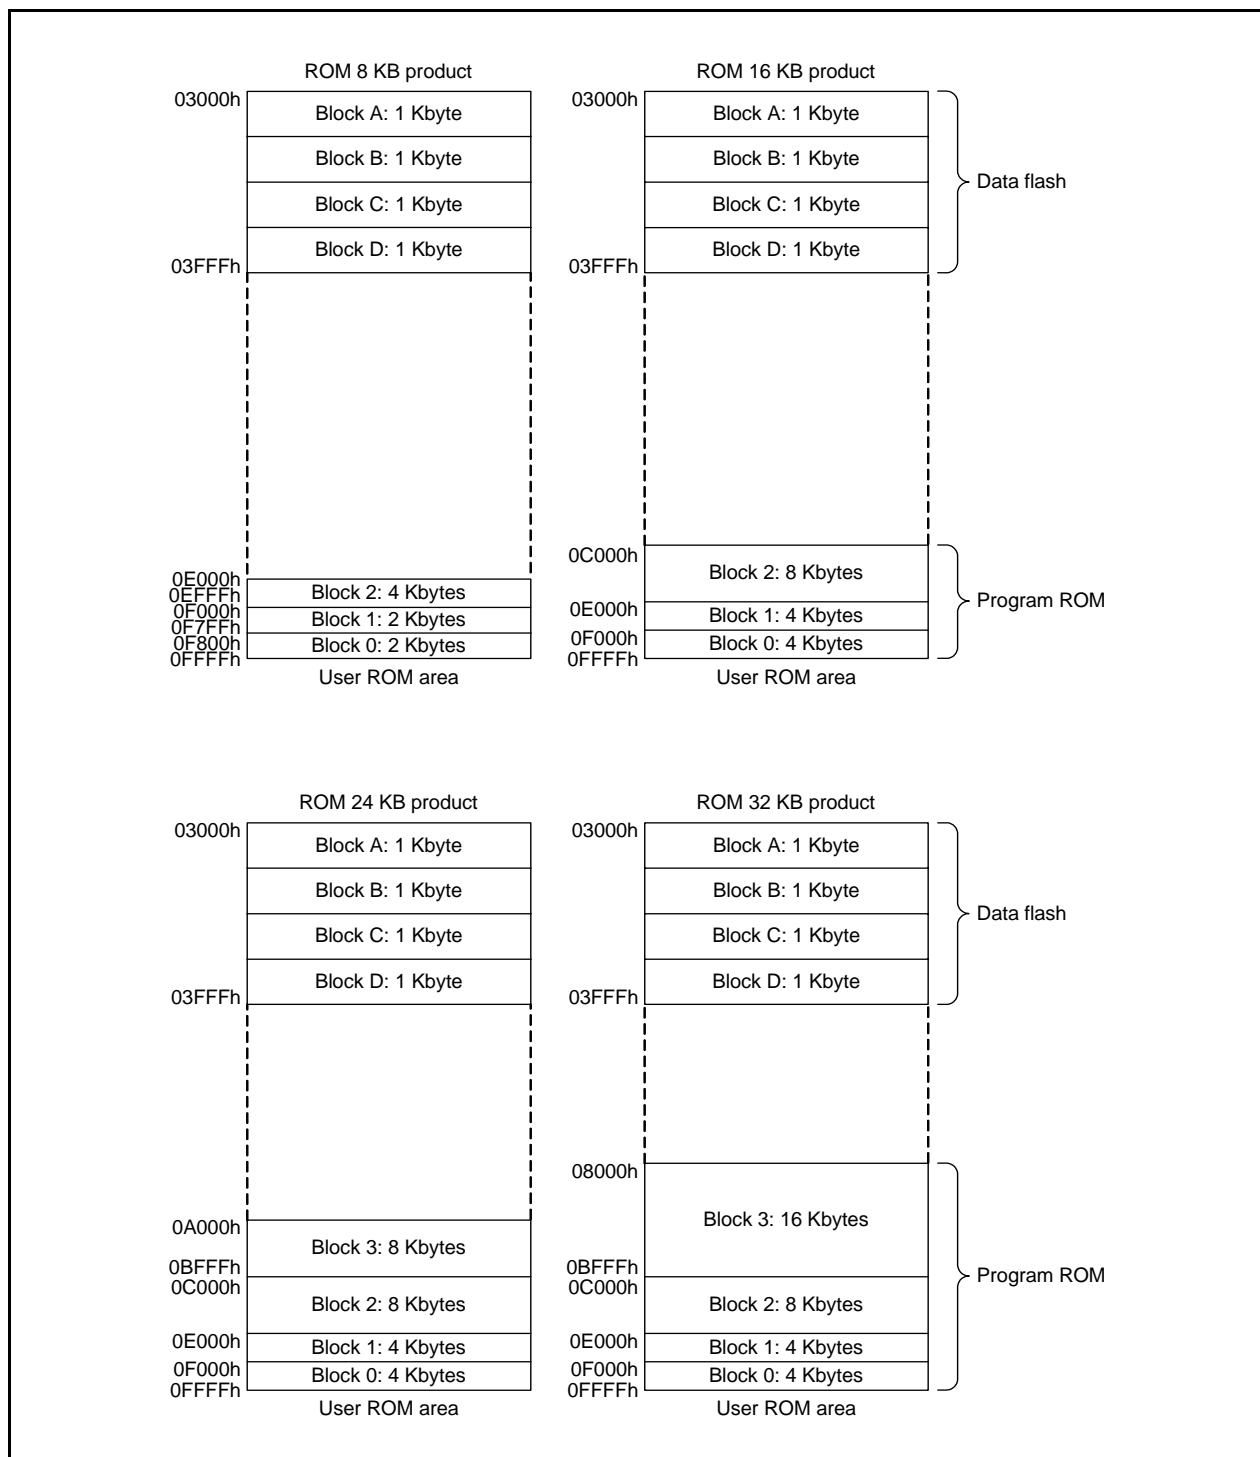 ROM 8 KB product
03000h
Block A: 1 Kbyte
Block B: 1 Kbyte
Block C: 1 Kbyte
Block D: 1 Kbyte
03FFFh
0E000h
Block 2: 4 Kbytes
0EFFFh
0F000h
Block 1: 2 Kbytes
0F7FFh
0F800h
Block 0: 2 Kbytes
0FFFFh
User ROM area
ROM 16 KB product
03000h
Block A: 1 Kbyte
Block B: 1 Kbyte
Block C: 1 Kbyte
Block D: 1 Kbyte
03FFFh
Data flash
0C000h
Block 2: 8 Kbytes
0E000h
Block 1: 4 Kbytes
0F000h
Block 0: 4 Kbytes
0FFFFh
Program ROM
User ROM area
ROM 24 KB product
03000h
Block A: 1 Kbyte
Block B: 1 Kbyte
Block C: 1 Kbyte
Block D: 1 Kbyte
03FFFh
0A000h
Block 3: 8 Kbytes
0BFFFh
0C000h
Block 2: 8 Kbytes
0E000h
Block 1: 4 Kbytes
0F000h
Block 0: 4 Kbytes
0FFFFh
User ROM area
ROM 32 KB product
03000h
Block A: 1 Kbyte
Block B: 1 Kbyte
Block C: 1 Kbyte
Block D: 1 Kbyte
03FFFh
Data flash
08000h
Block 3: 16 Kbytes
0BFFFh
0C000h
Block 2: 8 Kbytes
0E000h
Block 1: 4 Kbytes
0F000h
Block 0: 4 Kbytes
0FFFFh
Program ROM
User ROM area